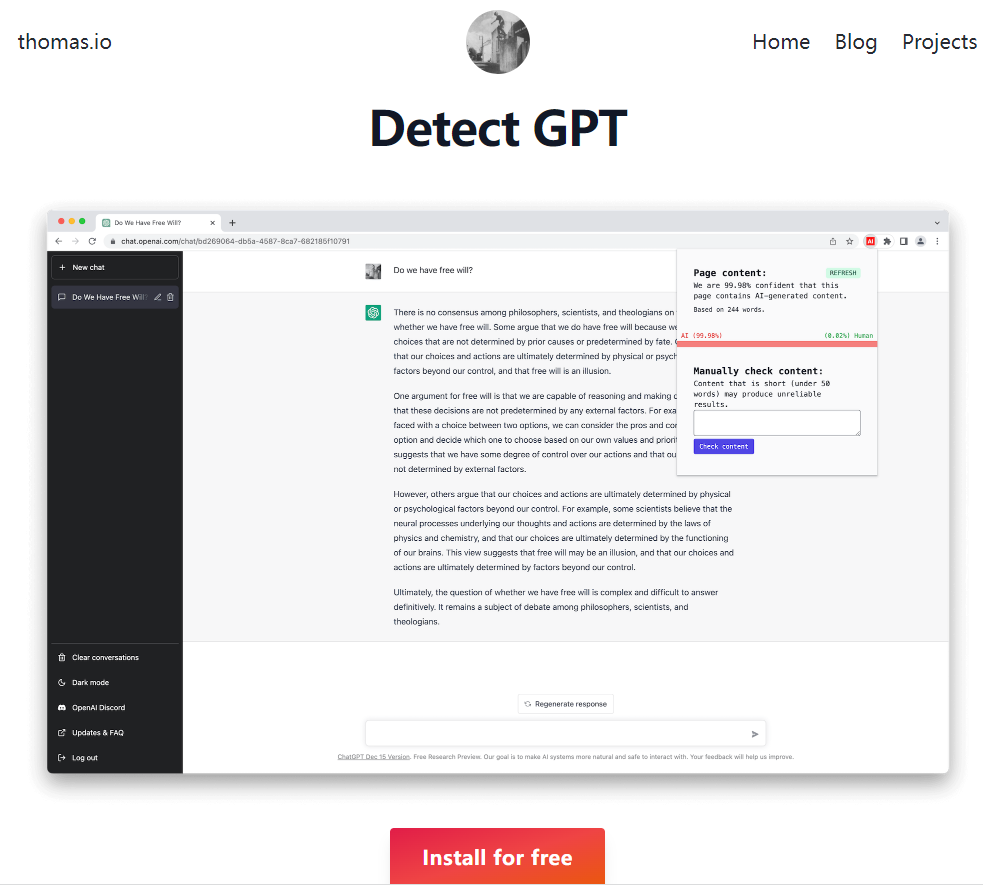 thomas.io
Home Blog Projects
Detect GPT
Do We Have Free Will?
chat.openai.com/chat/bd269064-db5a-4587-8ca7-682185f10791
AI
New chat
Do We Have Free Will
Clear conversations
Dark mode
OpenAI Discord
Updates & FAQ
Log out
Do we have free will?
There is no consensus among philosophers, scientists, and theologians on
whether we have free will. Some argue that we do have free will because we
choices that are not determined by prior causes or predetermined by fate.
that our choices and actions are ultimately determined by physical or psych
factors beyond our control, and that free will is an illusion.
One argument for free will is that we are capable of reasoning and making
that these decisions are not predetermined by any external factors. For exa
faced with a choice between two options, we can consider the pros and con
option and decide which one to choose based on our own values and priorit
suggests that we have some degree of control over our actions and that ou
not determined by external factors.
However, others argue that our choices and actions are ultimately determined by physical
or psychological factors beyond our control. For example, some scientists believe that the
neural processes underlying our thoughts and actions are determined by the laws of
physics and chemistry, and that our choices are ultimately determined by the functioning
of our brains. This view suggests that free will may be an illusion, and that our choices and
actions are ultimately determined by factors beyond our control.
Ultimately, the question of whether we have free will is complex and difficult to answer
definitively. It remains a subject of debate among philosophers, scientists, and
theologians.
Page content: REFRESH
We are 99.98% confident that this
page contains AI-generated content.
Based on 244 words.
AI (99.98%) (0.02%) Human
Manually check content:
Content that is short (under 50
words) may produce unreliable
results.
Check content
Regenerate response
ChatGPT Dec 15 Version. Free Research Preview. Our goal is to make AI systems more natural and safe to interact with. Your feedback will help us improve.
Install for free